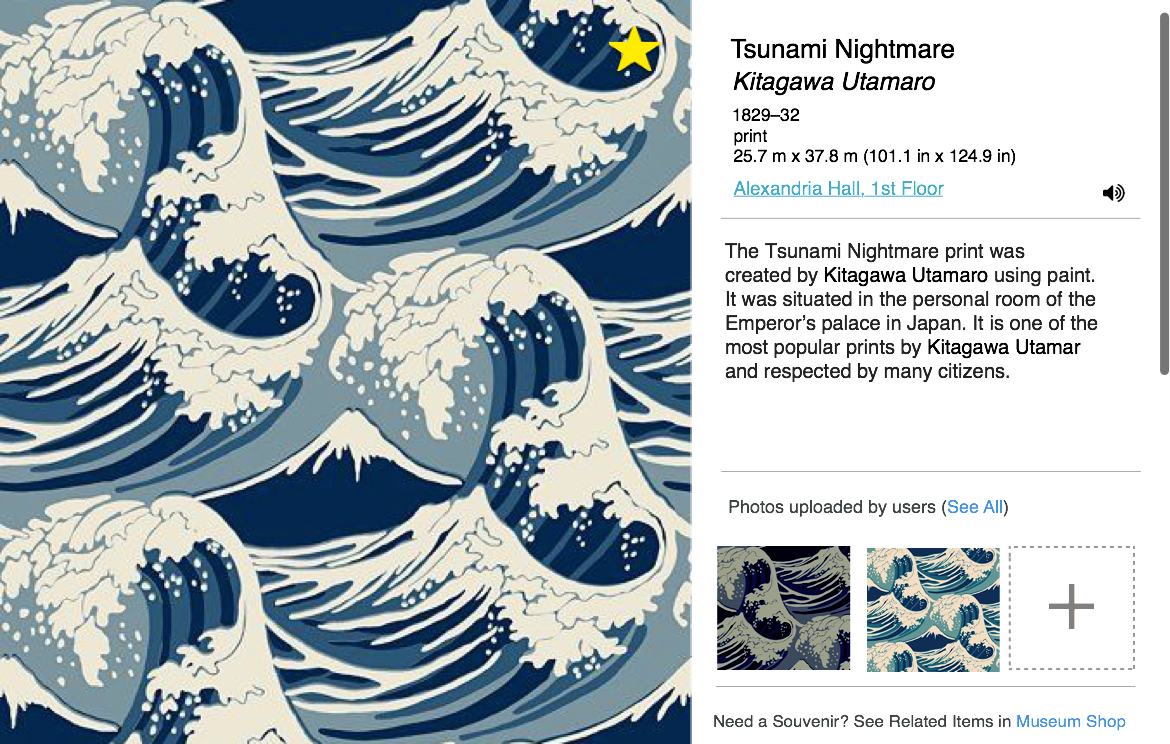 Tsunami Nightmare
Kitagawa Utamaro
1829–32
print
25.7 m x 37.8 m (101.1 in x 124.9 in)
Alexandria Hall, 1st Floor
The Tsunami Nightmare print was
created by Kitagawa Utamaro using paint.
It was situated in the personal room of the
Emperor’s palace in Japan. It is one of the
most popular prints by Kitagawa Utamar
and respected by many citizens.
Photos uploaded by users (See All)
Need a Souvenir? See Related Items in Museum Shop